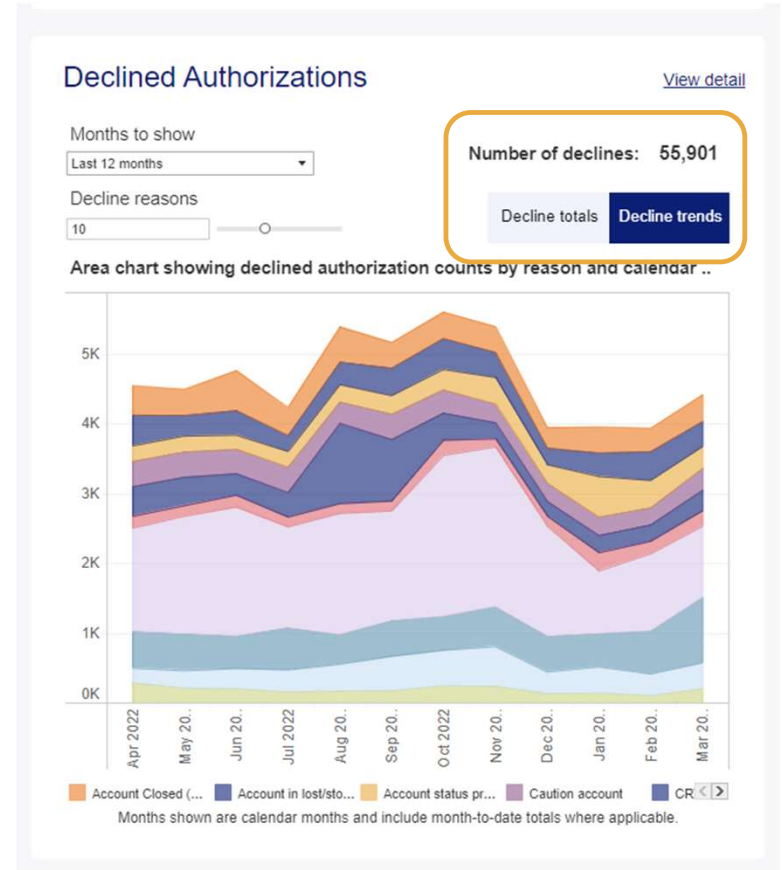 Declined Authorizations
View detail
Months to show
Last 12 months
Number of declines: 55,901
Decline reasons
10
Decline totals
Decline trends
Area chart showing declined authorization counts by reason and calendar ..
5K
4K
3K
2K
1K
0K
Apr 2022
May 20..
Jun 20..
Jul 2022
Aug 20..
Sep 20..
Oct 2022
Nov 20..
Dec 20..
Jan 20..
Feb 20..
Mar 20..
Account Closed (...
Account in lost/sto...
Account status pr...
Caution account
CR
Months shown are calendar months and include month-to-date totals where applicable.